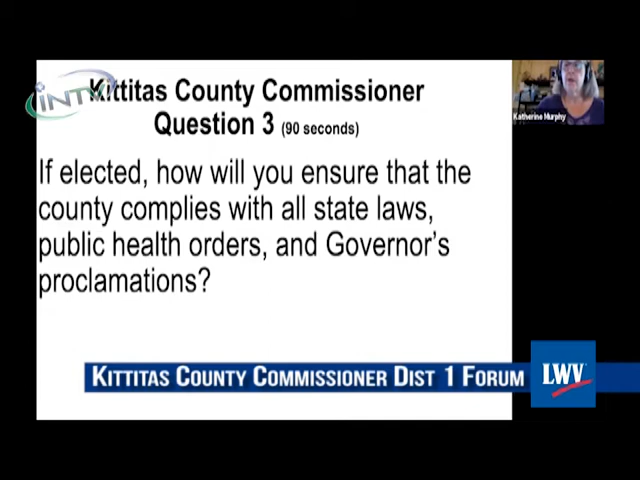 iNTV
Kittitas County Commissioner
Question 3 (90 seconds)
If elected, how will you ensure that the
county complies with all state laws,
public health orders, and Governor's
proclamations?
Katherine Murphy
KITTITAS COUNTY COMMISSIONER DIST 1 FORUM
LWV